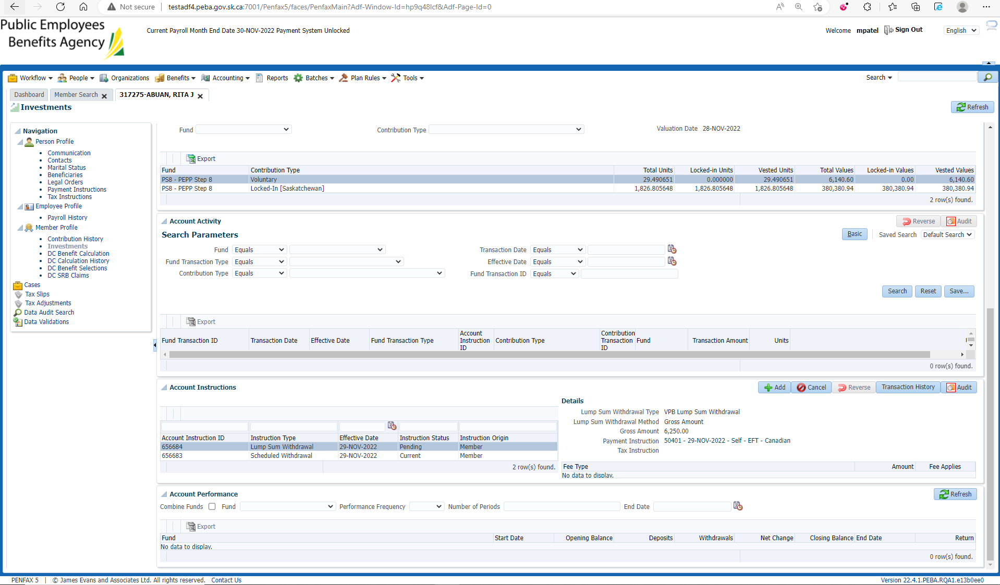 Not secure | testadf4.peba.gov.sk.ca:7001/Penfax5/faces/PenfaxMain?Adf-Window-Id=hp9q48lcf&Adf-Page-Id=0
Public Employees
Benefits Agency
Current Payroll Month End Date 30-NOV-2022 Payment System Unlocked
Welcome mpatel Sign Out English
Workflow People Organizations Benefits Accounting Reports Batches Plan Rules Tools Search
Dashboard Member Search 317275-ABUAN, RITA J
Investments
Refresh
Navigation
Person Profile
Communication
Contacts
Marital Status
Beneficiaries
Legal Orders
Payment Instructions
Tax Instructions
Employee Profile
Payroll History
Member Profile
Contribution History
Investments
DC Benefit Calculation
DC Calculation History
DC Benefit Selections
DC SRB Claims
Cases
Tax Slips
Tax Adjustments
Data Audit Search
Data Validations
Fund Contribution Type Valuation Date 28-NOV-2022
Export
Fund Contribution Type Total Units Locked-in Units Vested Units Total Values Locked-in Values Vested Values
PS8 - PEPP Step 8 Voluntary 29.490651 0.000000 29.490651 6,140.60 0.00 6,140.60
PS8 - PEPP Step 8 Locked-In [Saskatchewan] 1,826.805648 1,826.805648 1,826.805648 380,380.94 380,380.94 380,380.94
2 row(s) found.
Account Activity Reverse Audit
Search Parameters Basic Saved Search Default Search
Fund Equals Transaction Date Equals
Fund Transaction Type Equals Effective Date Equals
Contribution Type Equals Fund Transaction ID Equals
Search Reset Save...
Export
Fund Transaction ID Transaction Date Effective Date Fund Transaction Type Account Instruction ID Contribution Type Contribution Transaction ID Fund Transaction Amount Units
0 row(s) found.
Account Instructions Add Cancel Reverse Transaction History Audit
Details
Lump Sum Withdrawal Type VPB Lump Sum Withdrawal
Lump Sum Withdrawal Method Gross Amount
Gross Amount 6,250.00
Payment Instruction 50401 - 29-NOV-2022 - Self - EFT - Canadian
Tax Instruction
Account Instruction ID Instruction Type Effective Date Instruction Status Instruction Origin
656684 Lump Sum Withdrawal 29-NOV-2022 Pending Member
656683 Scheduled Withdrawal 29-NOV-2022 Current Member
2 row(s) found.
Fee Type Amount Fee Applies
No data to display.
Account Performance Refresh
Combine Funds Fund Performance Frequency Number of Periods End Date
Export
Fund Start Date Opening Balance Deposits Withdrawals Net Change Closing Balance End Date Return
No data to display.
0 row(s) found.
PENFAX 5 | © James Evans and Associates Ltd. All rights reserved. Contact Us
Version 22.4.1.PEBA.RQA1.e13b0ee0